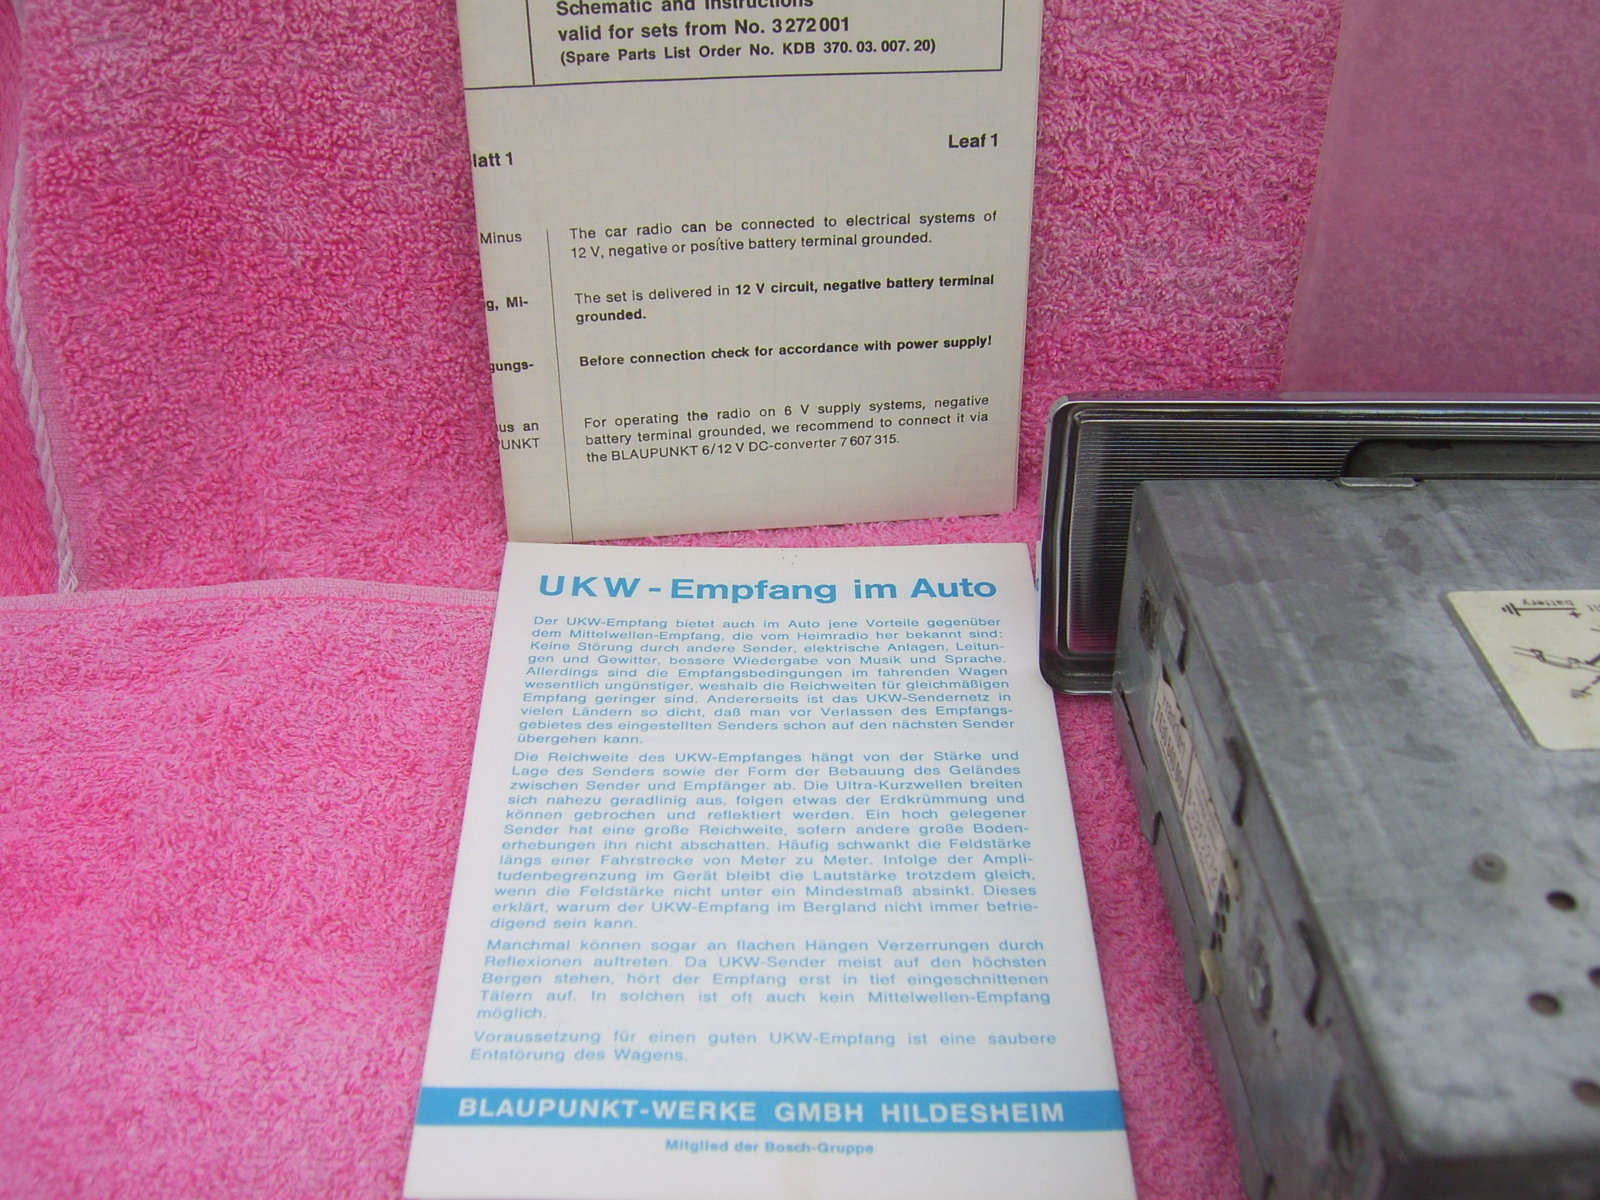 Schematic and Instructions
valid for sets from No. 3 272 001
(Spare Parts List Order No. KDB 370. 03. 007. 20)
latt 1
Leaf 1
Minus
g, Mi-
gungs-
us an
PUNKT
The car radio can be connected to electrical systems of
12 V, negative or positive battery terminal grounded.
The set is delivered in 12 V circuit, negative battery terminal
grounded.
Before connection check for accordance with power supply!
For operating the radio on 6 V supply systems, negative
battery terminal grounded, we recommend to connect it via
the BLAUPUNKT 6/12 V DC-converter 7 607 315.
UKW - Empfang im Auto
Der UKW-Empfang bietet auch im Auto jene Vorteile gegenüber
dem Mittelwellen-Empfang, die vom Heimradio her bekannt sind:
Keine Störung durch andere Sender, elektrische Anlagen, Leitun-
gen und Gewitter, bessere Wiedergabe von Musik und Sprache.
Allerdings sind die Empfangsbedingungen im fahrenden Wagen
wesentlich ungünstiger, weshalb die Reichweiten für gleichmäßigen
Empfang geringer sind. Andererseits ist das UKW-Sendernetz in
vielen Ländern so dicht, daß man vor Verlassen des Empfangs-
gebietes des eingestellten Senders schon auf den nächsten Sender
übergehen kann.
Die Reichweite des UKW-Empfanges hängt von der Stärke und
Lage des Senders sowie der Form der Bebauung des Geländes
zwischen Sender und Empfänger ab. Die Ultra-Kurzwellen breiten
sich nahezu geradlinig aus, folgen etwas der Erdkrümmung und
können gebrochen und reflektiert werden. Ein hoch gelegener
Sender hat eine große Reichweite, sofern andere große Boden-
erhebungen ihn nicht abschatten. Häufig schwankt die Feldstärke
längs einer Fahrstrecke von Meter zu Meter. Infolge der Ampli-
tudenbegrenzung im Gerät bleibt die Lautstärke trotzdem gleich,
wenn die Feldstärke nicht unter ein Mindestmaß absinkt. Dieses
erklärt, warum der UKW-Empfang im Bergland nicht immer befrie-
digend sein kann.
Manchmal können sogar an flachen Hängen Verzerrungen durch
Reflexionen auftreten. Da UKW-Sender meist auf den höchsten
Bergen stehen, hört der Empfang erst in tief eingeschnittenen
Tälern auf. In solchen ist oft auch kein Mittelwellen-Empfang
möglich.
Voraussetzung für einen guten UKW-Empfang ist eine saubere
Entstörung des Wagens.
BLAUPUNKT-WERKE GMBH HILDESHEIM
Mitglied der Bosch-Gruppe
battery